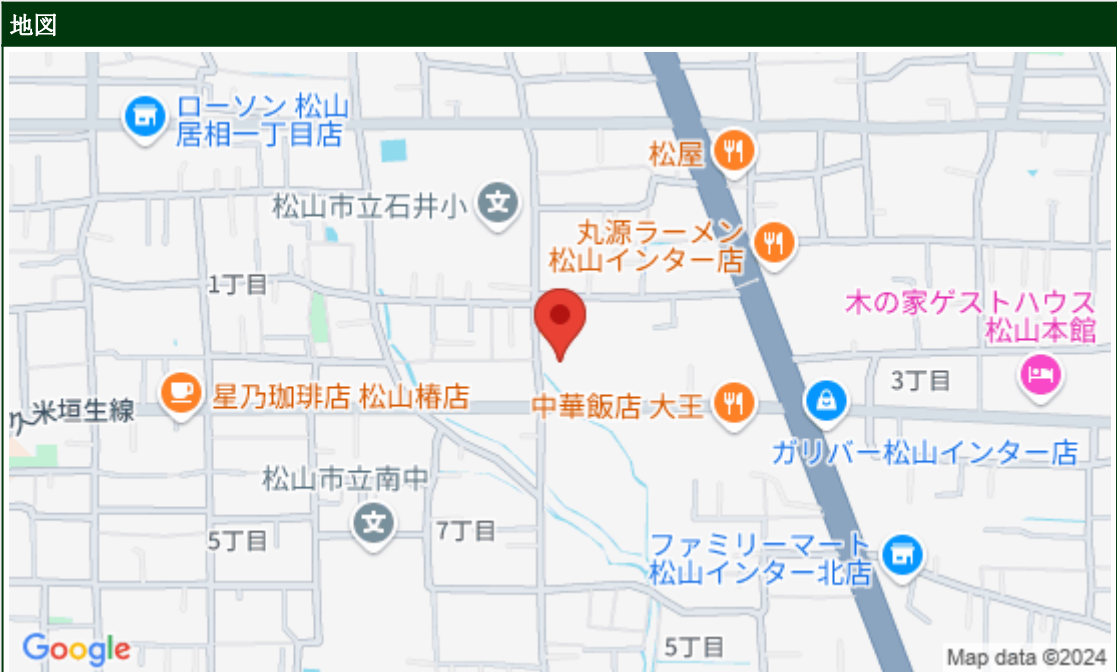 地図
ローソン 松山
居相一丁目店
松屋
松山市立石井小
丸源ラーメン
松山インター店
1丁目
木の家ゲストハウス
松山本館
3丁目
星乃珈琲店 松山椿店
中華飯店 大王
久米垣生線
ガリバー松山インター店
松山市立南中
5丁目
7丁目
ファミリーマート
松山インター北店
5丁目
Google
Map data ©2024